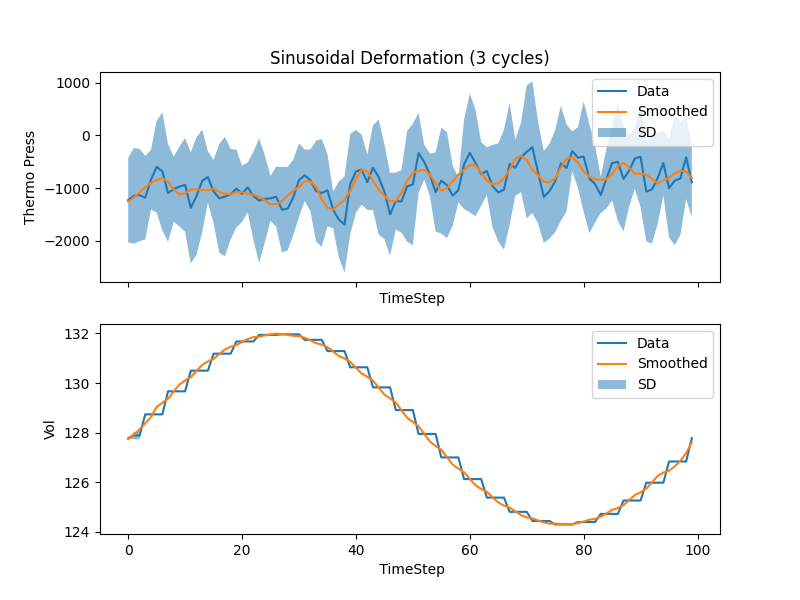 Sinusoidal Deformation (3 cycles)
1000
0
−1000
−2000
Thermo Press
Data
Smoothed
SD
TimeStep
132
130
128
126
124
Vol
Data
Smoothed
SD
0 20 40 60 80 100
TimeStep